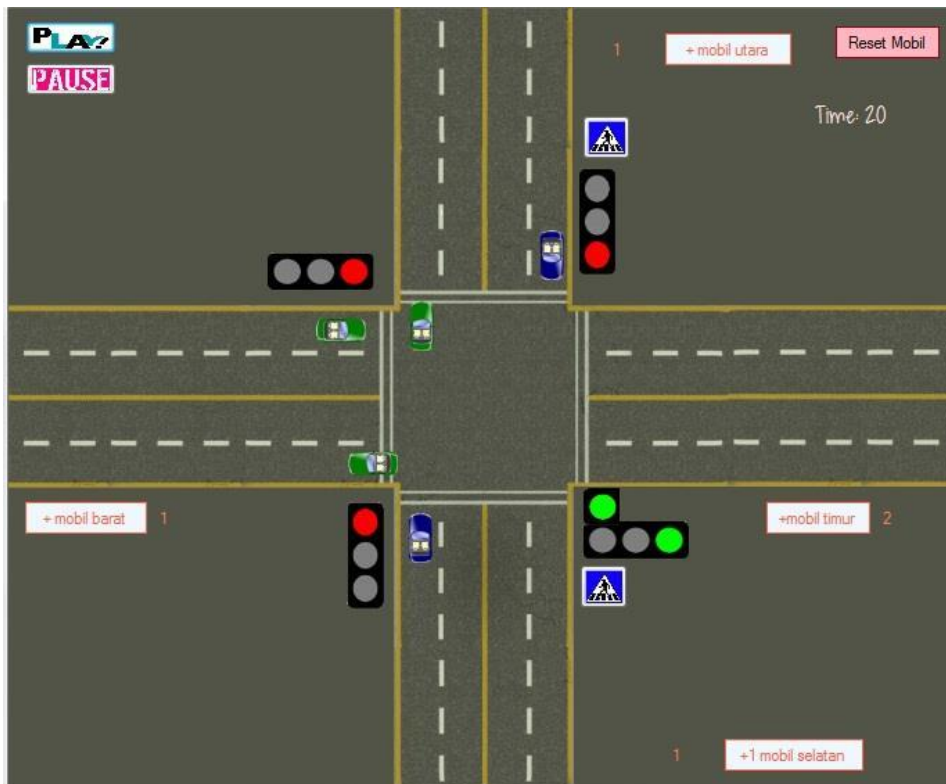 PLAY?
PAUSE
1
+ mobil utara
Reset Mobil
Time: 20
+ mobil barat
1
+mobil timur
2
1
+1 mobil selatan